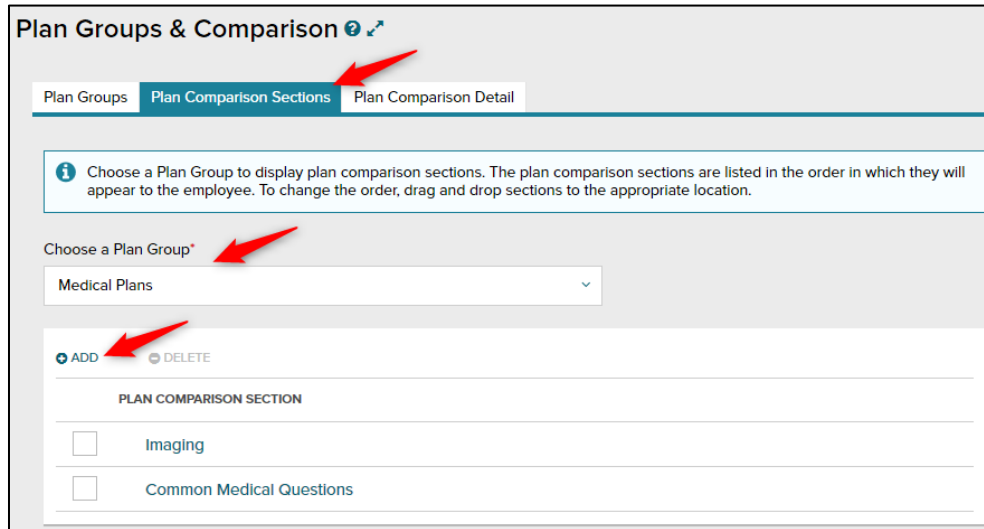 Plan Groups & Comparison
Plan Groups Plan Comparison Sections Plan Comparison Detail
Choose a Plan Group to display plan comparison sections. The plan comparison sections are listed in the order in which they will
appear to the employee. To change the order, drag and drop sections to the appropriate location.
Choose a Plan Group*
Medical Plans
ADD DELETE
PLAN COMPARISON SECTION
Imaging
Common Medical Questions